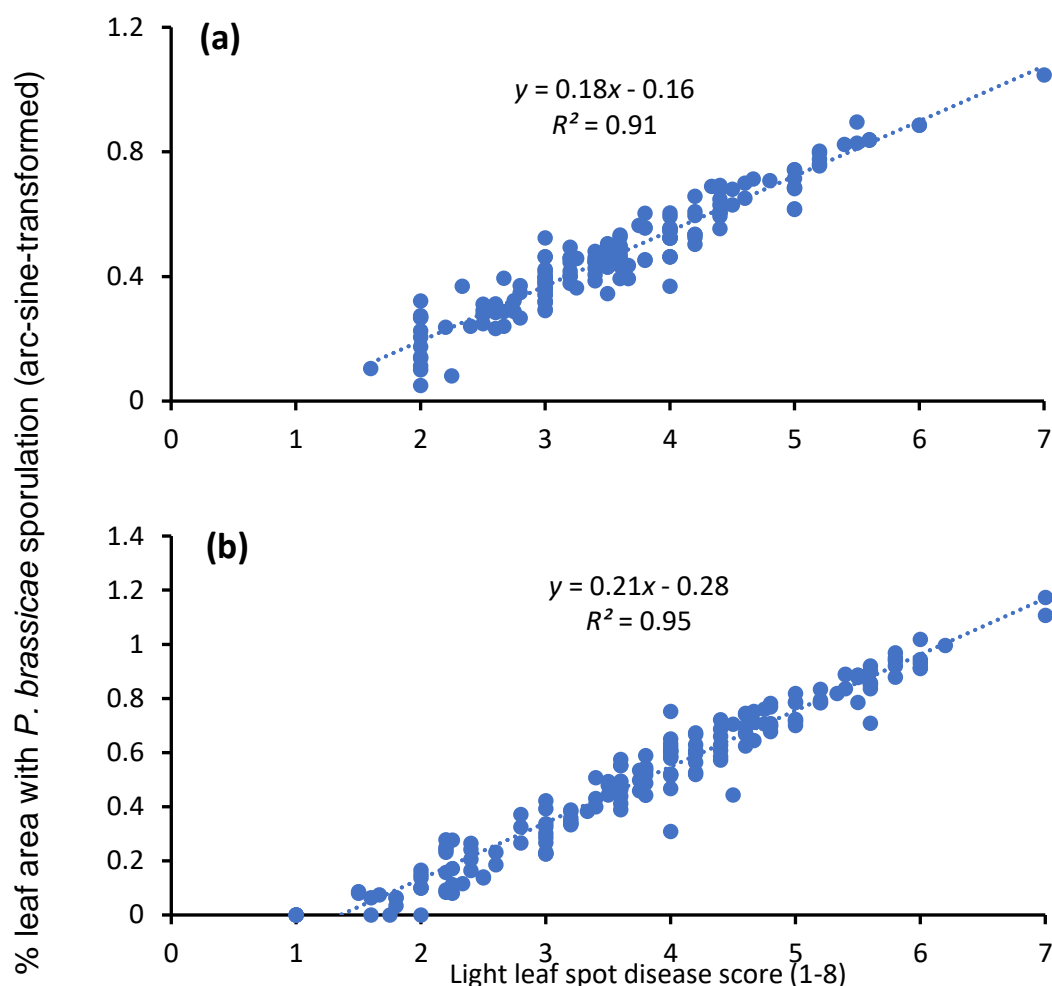 % leaf area with P. brassicae sporulation (arc-sine-transformed)
(a)
y = 0.18x - 0.16
R² = 0.91
1.2
0.8
0.4
0
0 1 2 3 4 5 6 7
(b)
y = 0.21x - 0.28
R² = 0.95
1.4
1.2
1
0.8
0.6
0.4
0.2
0
0 1 2 3 4 5 6 7
Light leaf spot disease score (1-8)